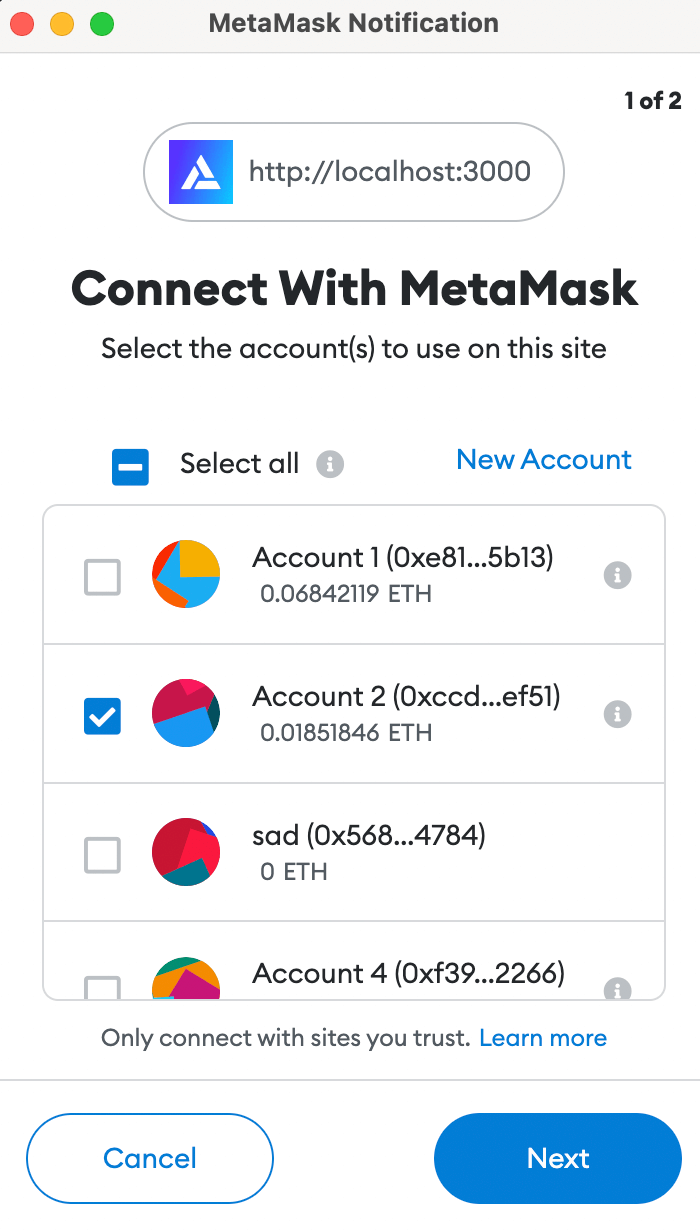 MetaMask Notification
1 of 2
http://localhost:3000
Connect With MetaMask
Select the account(s) to use on this site
Select all
New Account
Account 1 (0xe81...5b13)
0.06842119 ETH
Account 2 (0xccd...ef51)
0.01851846 ETH
sad (0x568...4784)
0 ETH
Account 4 (0xf39...2266)
Only connect with sites you trust. Learn more
Cancel
Next